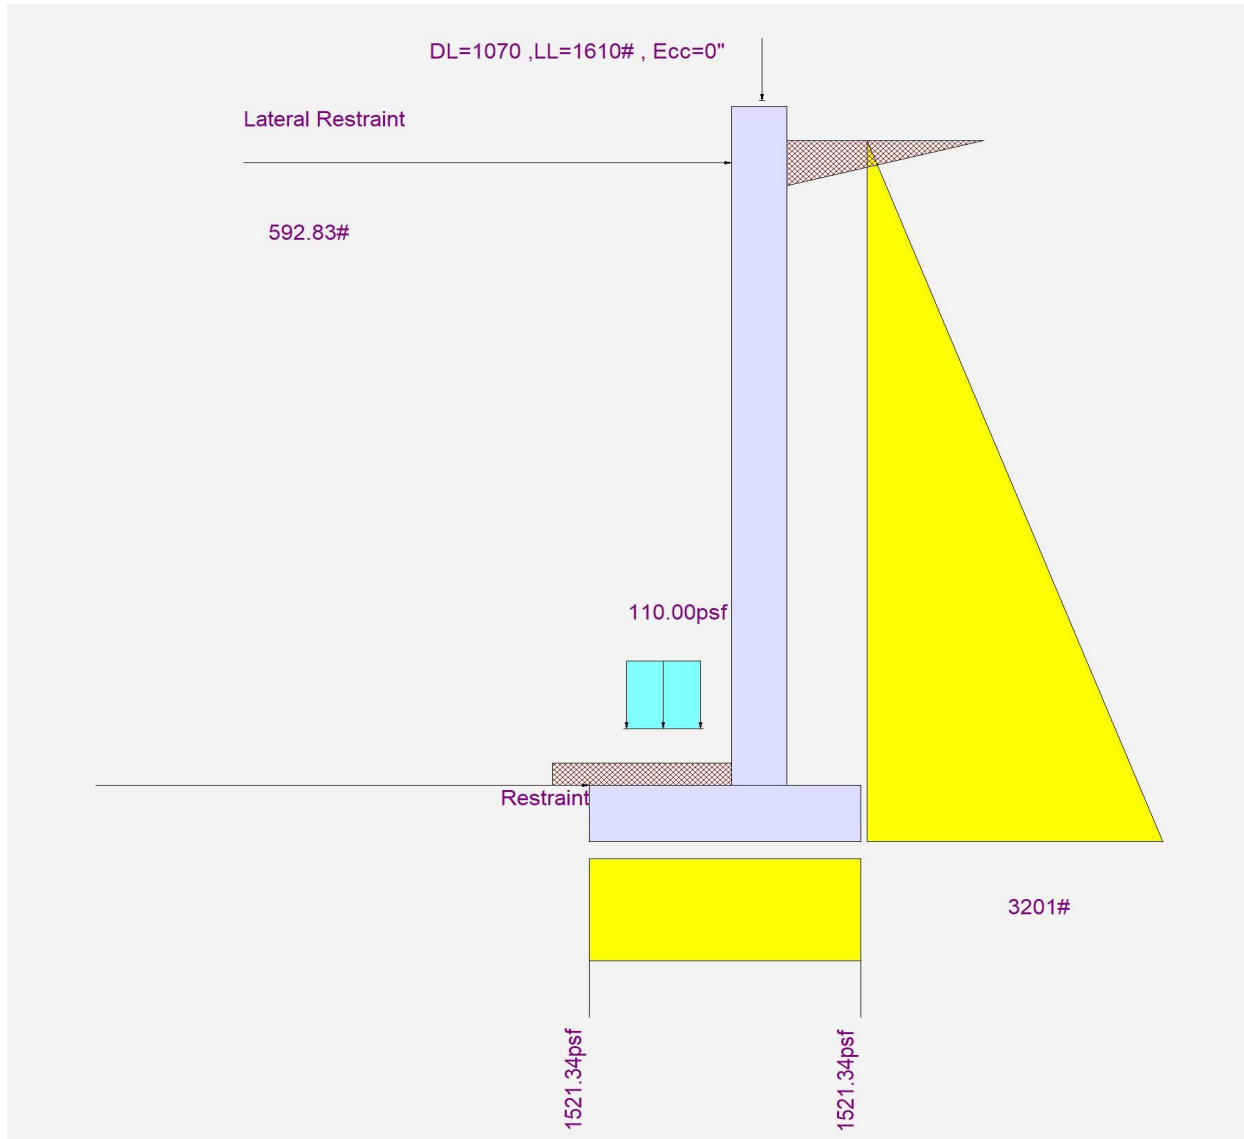 DL=1070 ,LL=1610# , Ecc=0"
Lateral Restraint
592.83#
110.00psf
Restraint
3201#
1521.34psf
1521.34psf